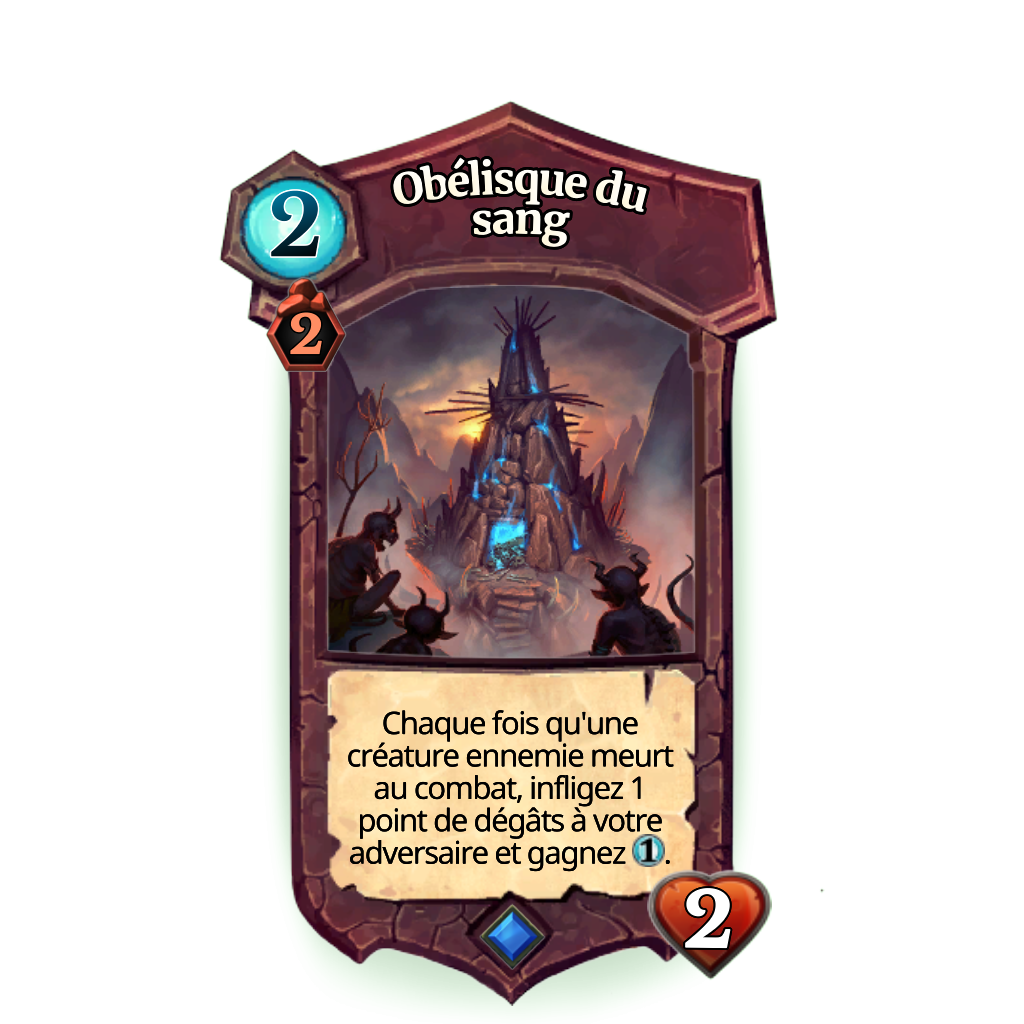 2
Obélisque du
sang
2
Chaque fois qu'une
créature ennemie meurt
au combat, infligez 1
point de dégâts à votre
adversaire et gagnez 1.
2